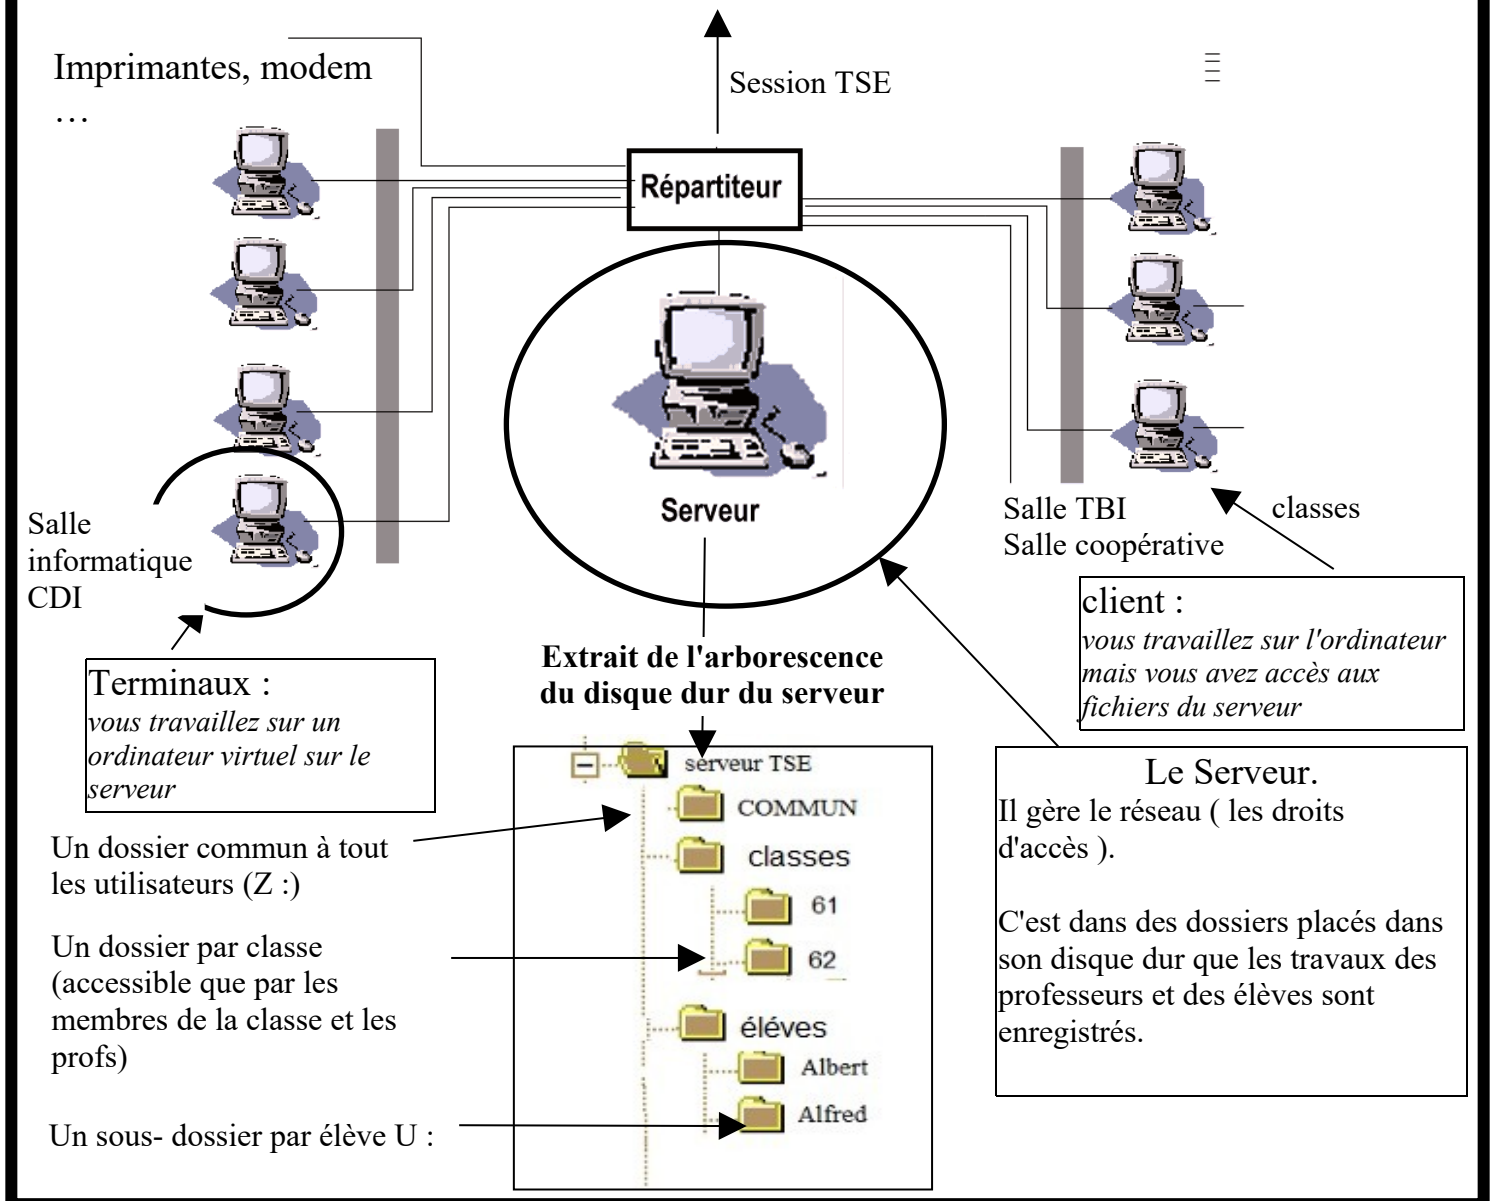 Imprimantes, modem
…
Session TSE
Répartiteur
Serveur
Salle
informatique
CDI
Salle TBI
Salle coopérative
classes
client :
vous travaillez sur l'ordinateur
mais vous avez accès aux
fichiers du serveur
Terminaux :
vous travaillez sur un
ordinateur virtuel sur le
serveur
Extrait de l'arborescence
du disque dur du serveur
Le Serveur.
Il gère le réseau ( les droits
d'accès ).
C'est dans des dossiers placés dans
son disque dur que les travaux des
professeurs et des élèves sont
enregistrés.
Un dossier commun à tout
les utilisateurs (Z :)
Un dossier par classe
(accessible que par les
membres de la classe et les
profs)
Un sous- dossier par élève U :
serveur TSE
COMMUN
classes
61
62
éléves
Albert
Alfred